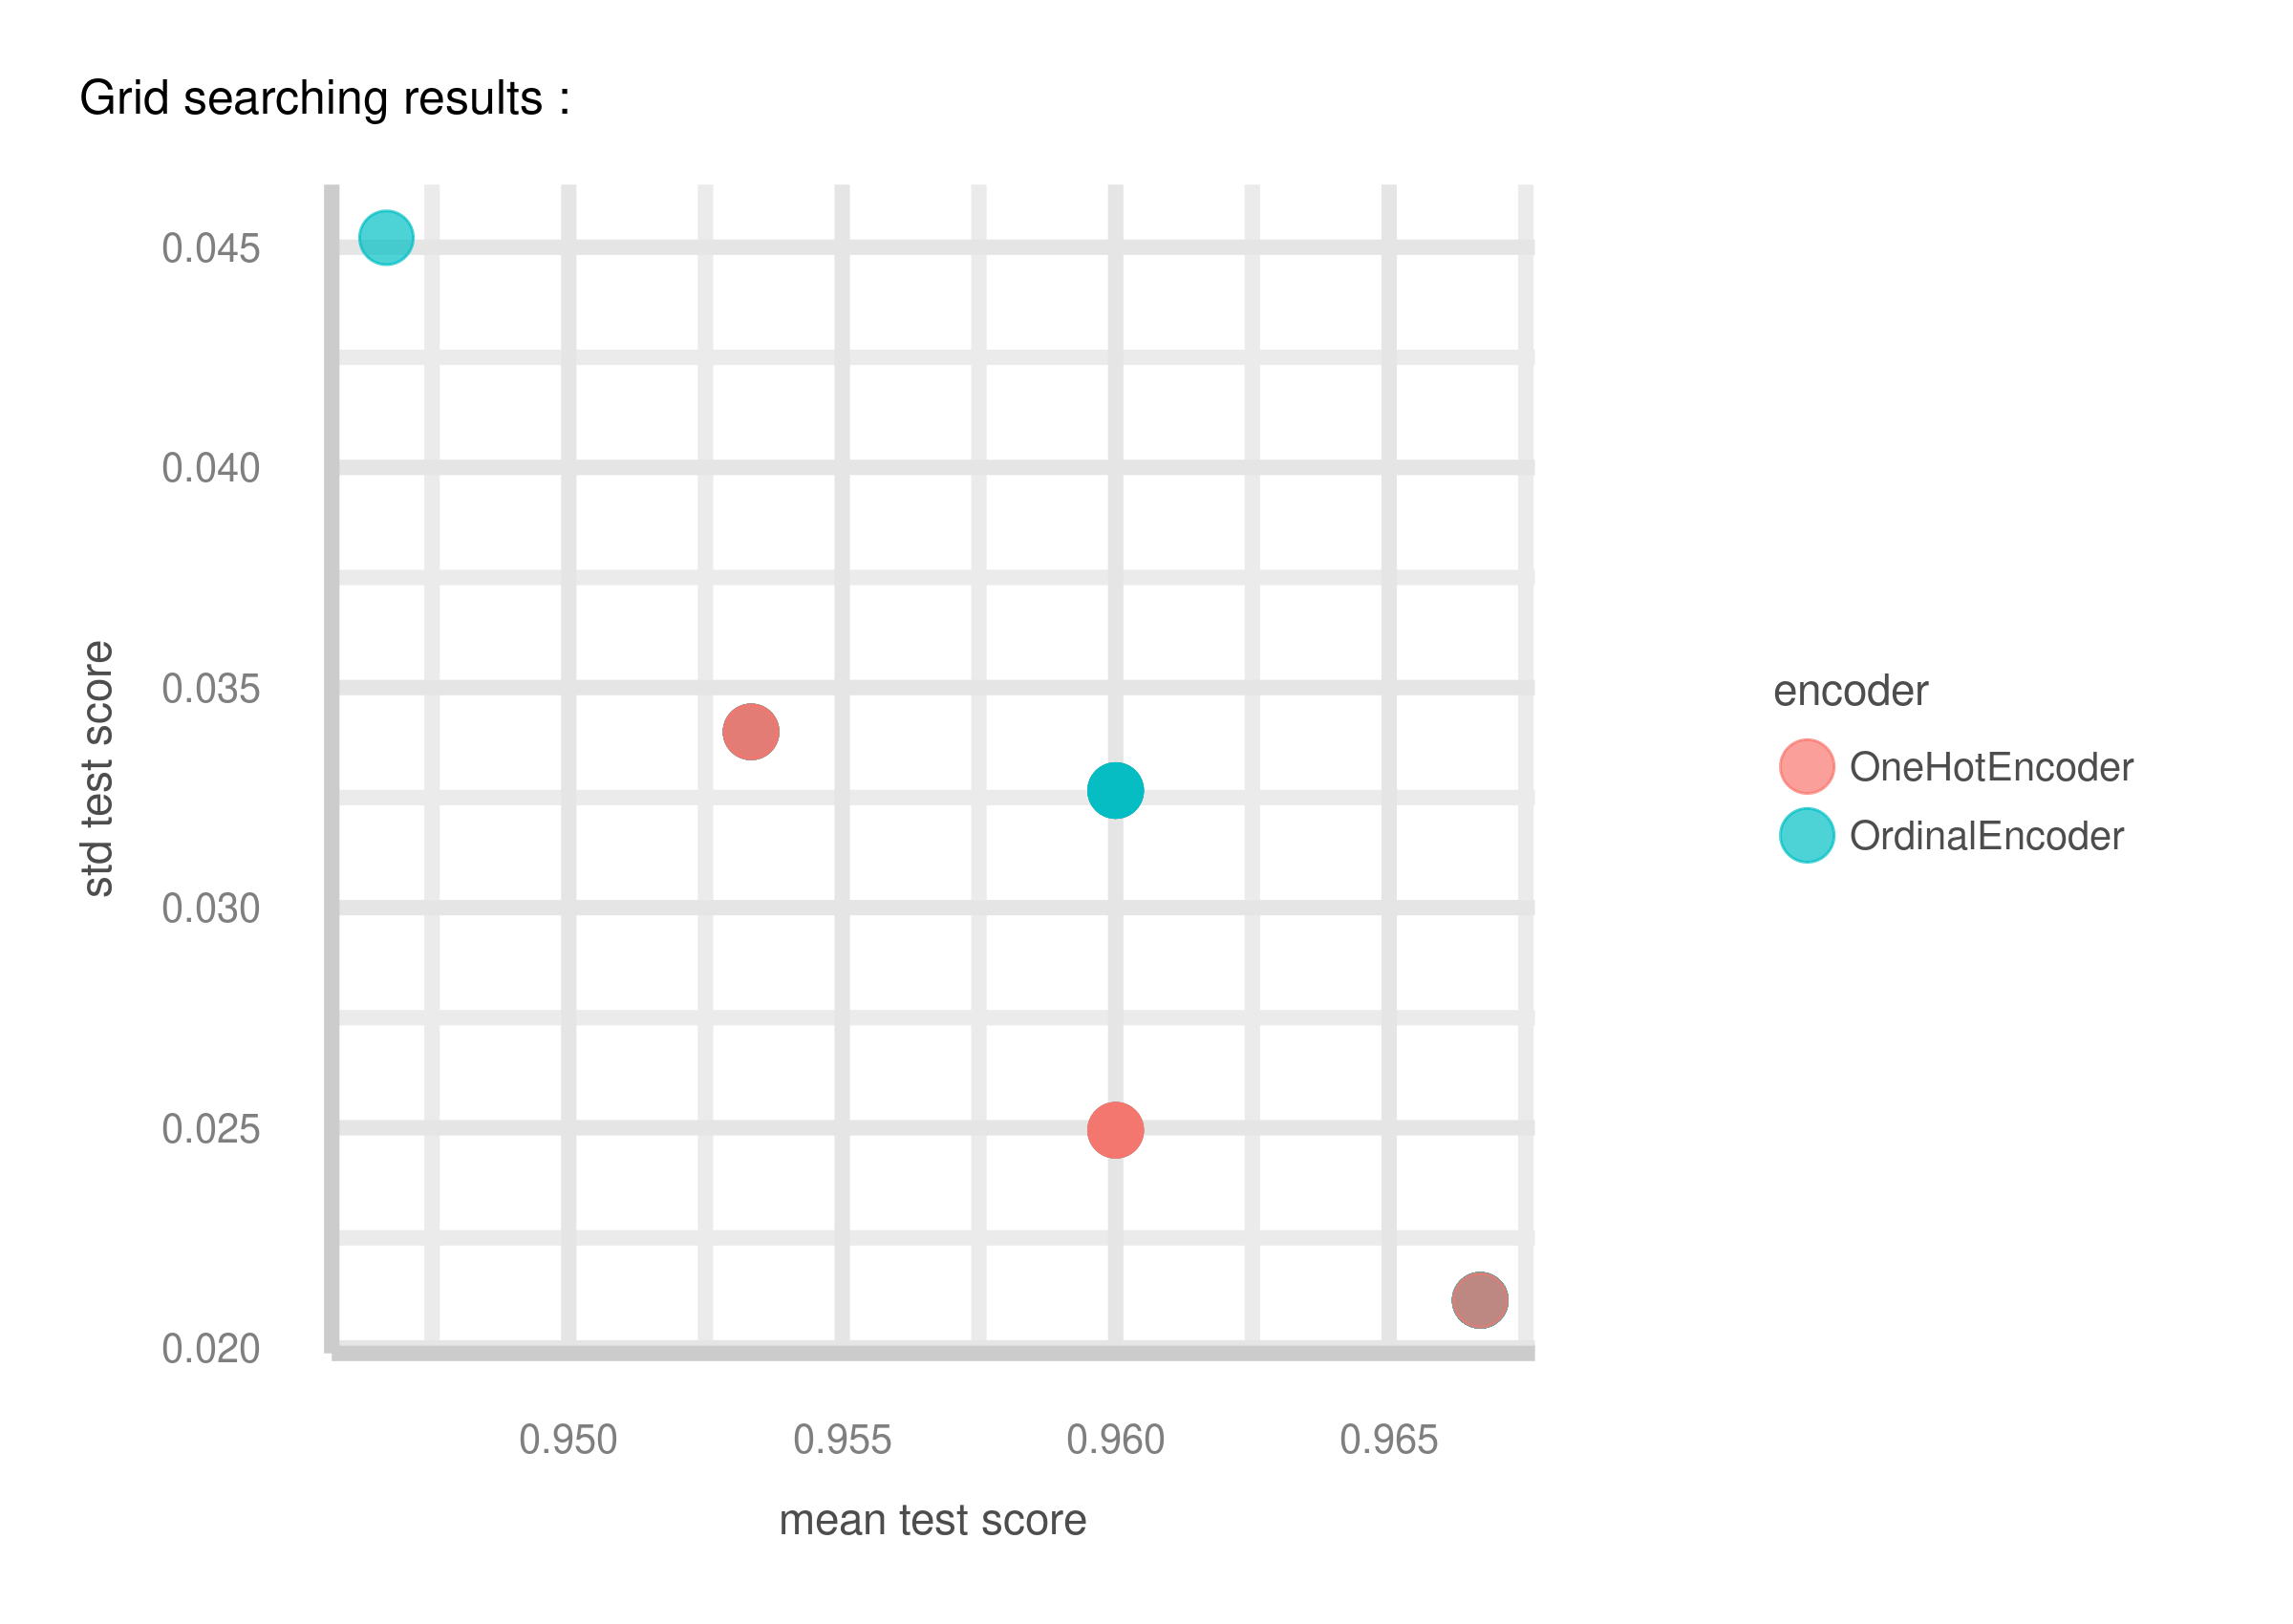 Grid searching results :
0.045
0.040
0.035
0.030
0.025
0.020
std test score
0.950
0.955
0.960
0.965
mean test score
encoder
OneHotEncoder
OrdinalEncoder